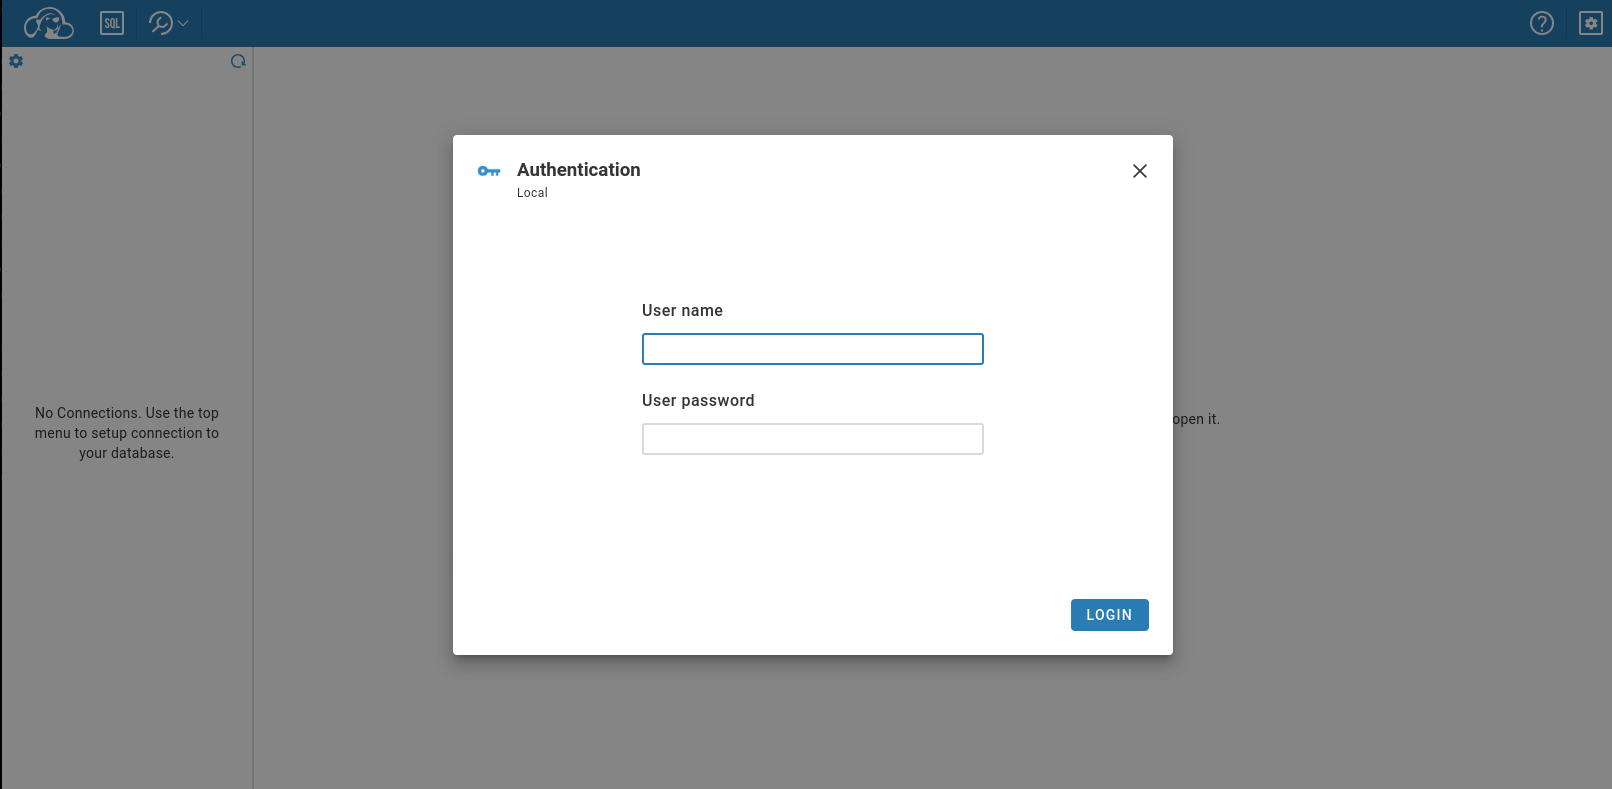 SQL
Authentication
Local
User name
User password
No Connections. Use the top
menu to setup connection to
your database.
open it.
LOGIN